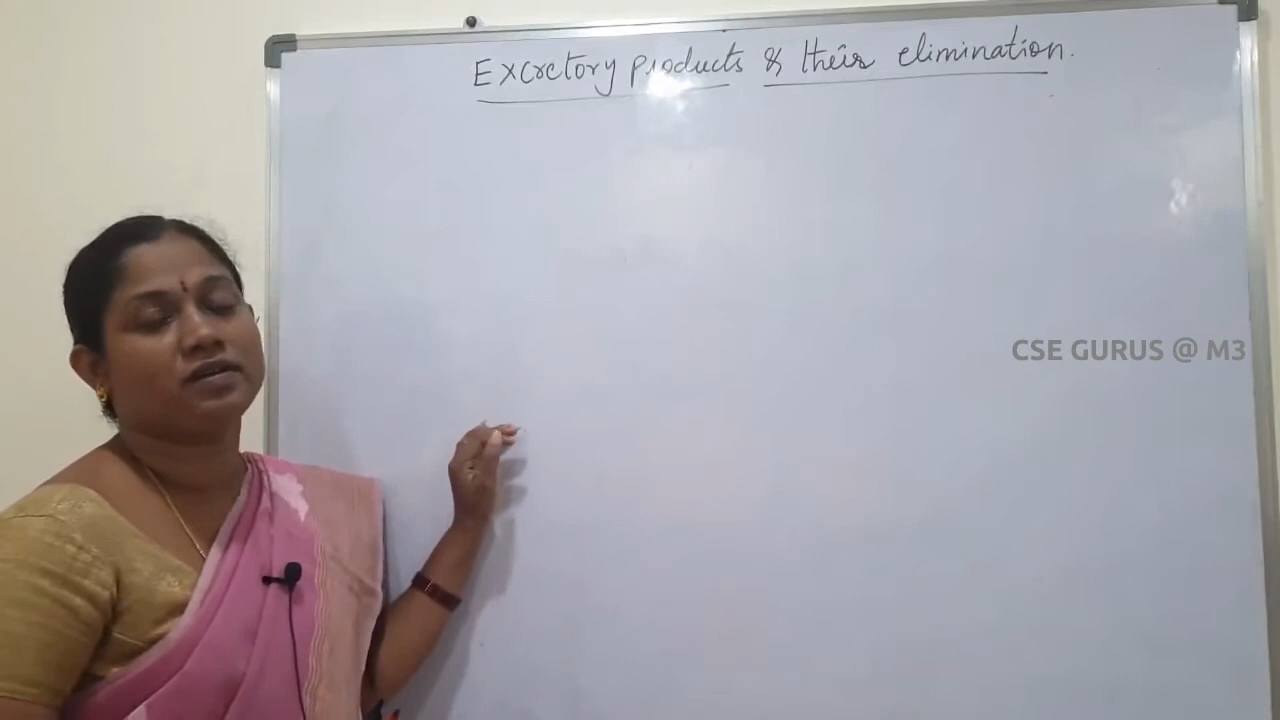 Excretory products & their elimination.
CSE GURUS @ M3